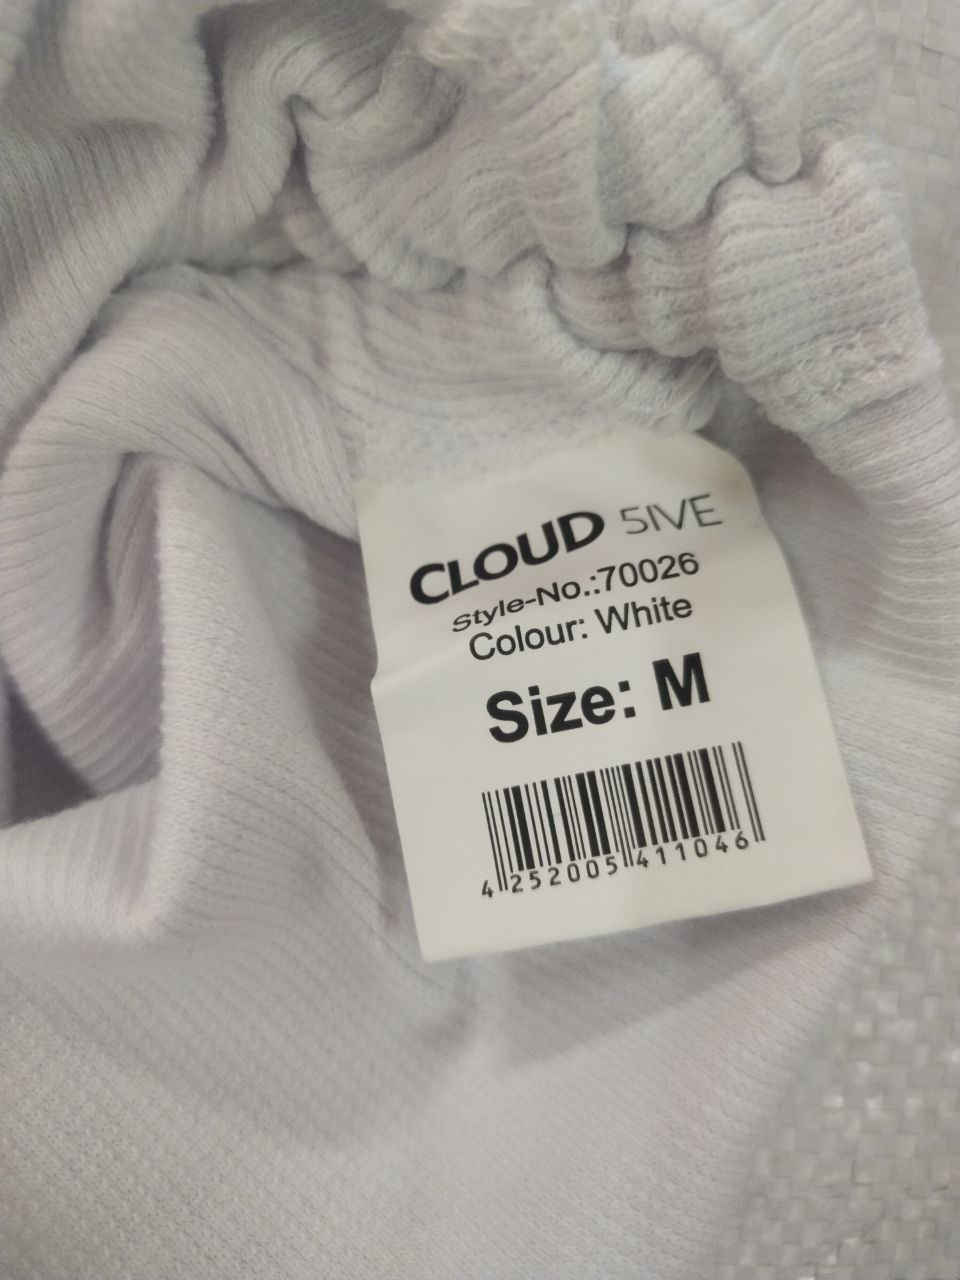 CLOUD 5IVE
Style-No.:70026
Colour: White
Size: M
4 252005 411046